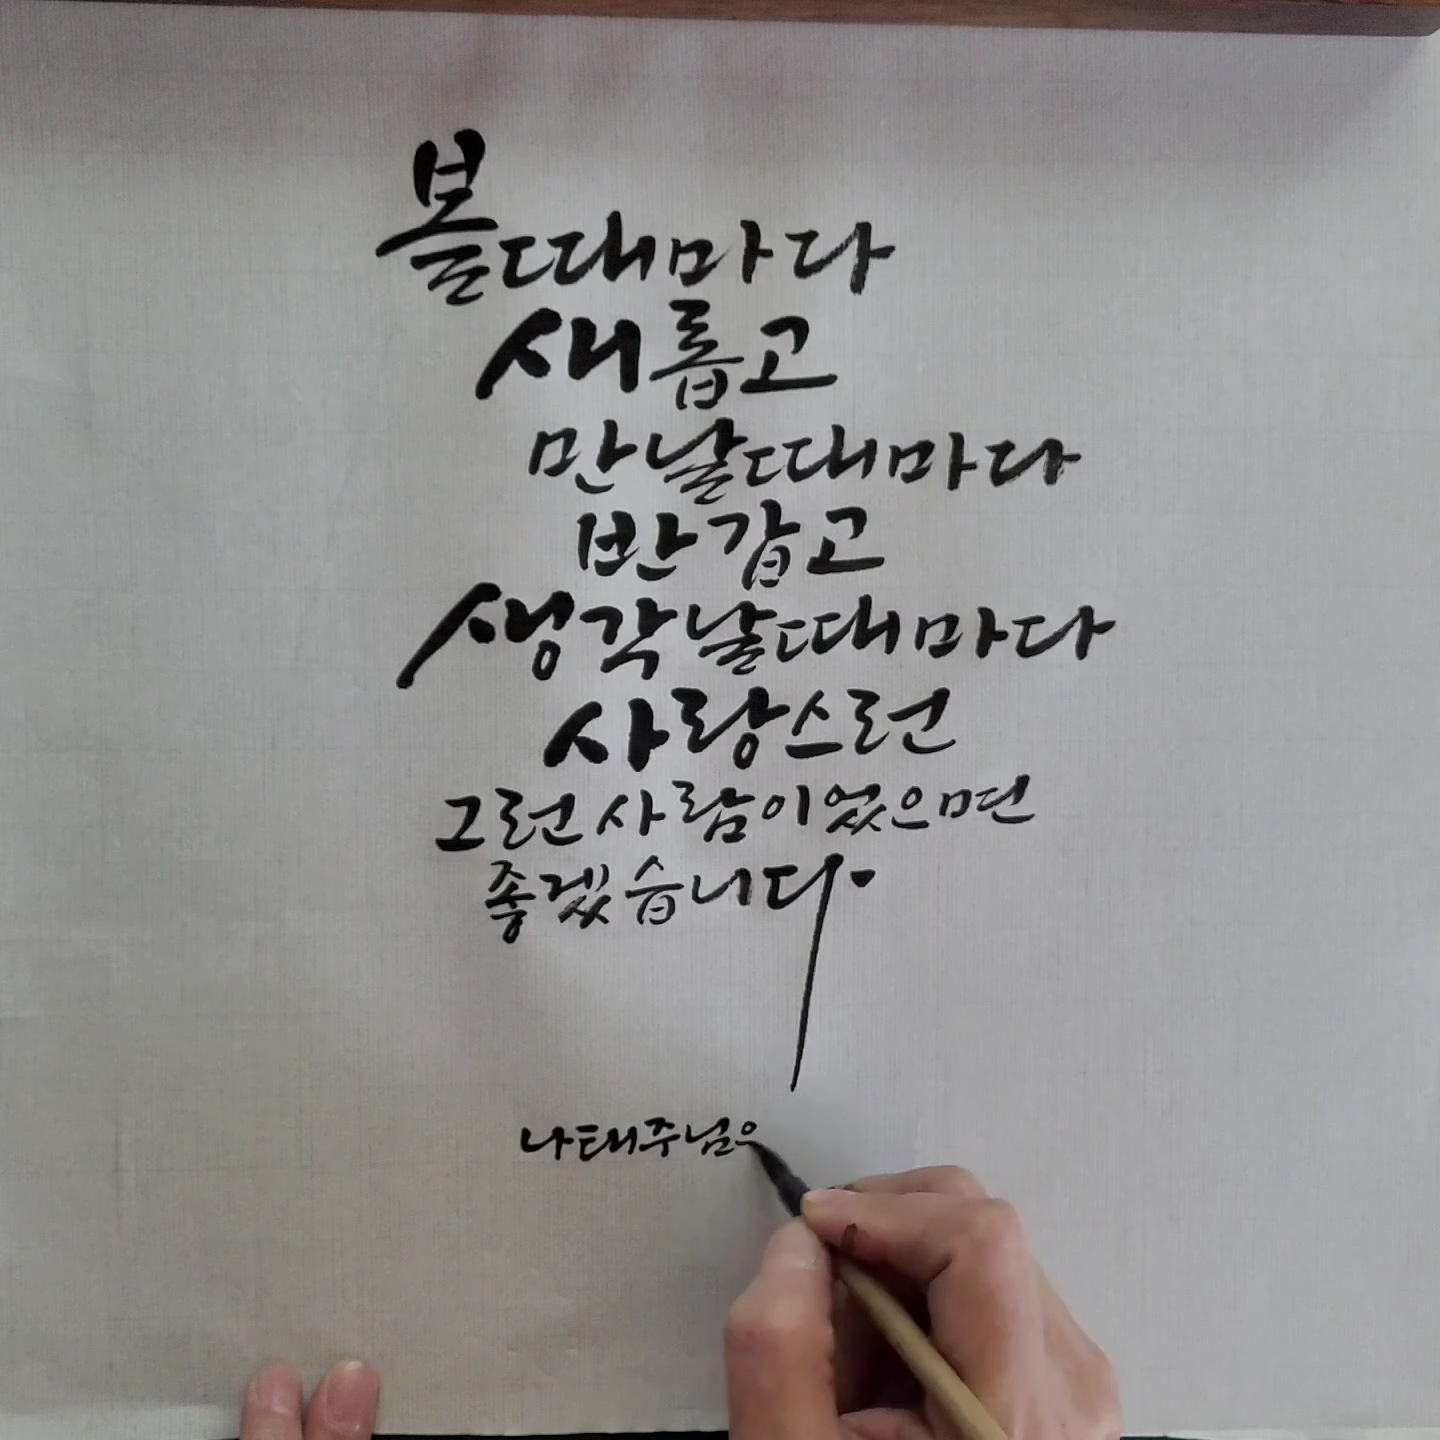 볼때마다
새롭고
만날때마다
반갑고
생각날때마다
사랑스런
그런사람이었으면
좋겠습니다.
나태주님